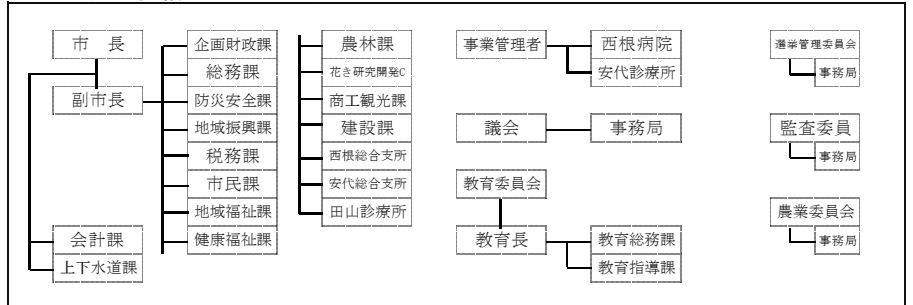 市　長
副市長
会計課
上下水道課
企画財政課
総務課
防災安全課
地域振興課
税務課
市民課
地域福祉課
健康福祉課
農林課
花き研究開発C
商工観光課
建設課
西根総合支所
安代総合支所
田山診療所
事業管理者
西根病院
安代診療所
議会
事務局
教育委員会
教育長
教育総務課
教育指導課
選挙管理委員会
事務局
監査委員
事務局
農業委員会
事務局